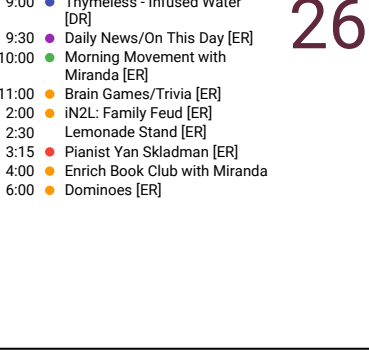 9:00 Thymeless - Infused Water
[DR]
26
9:30 Daily News/On This Day [ER]
10:00 Morning Movement with
Miranda [ER]
11:00 Brain Games/Trivia [ER]
2:00 iN2L: Family Feud [ER]
2:30 Lemonade Stand [ER]
3:15 Pianist Yan Skladman [ER]
4:00 Enrich Book Club with Miranda
6:00 Dominoes [ER]